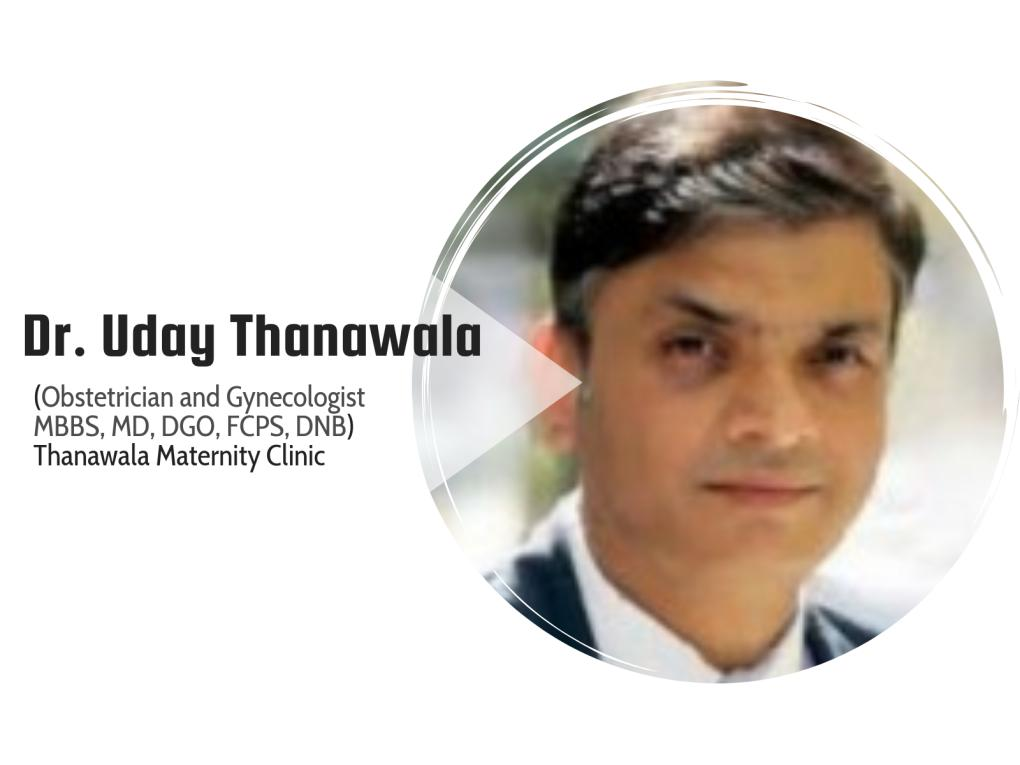 Dr. Uday Thanawala
(Obstetrician and Gynecologist
MBBS, MD, DGO, FCPS, DNB)
Thanawala Maternity Clinic